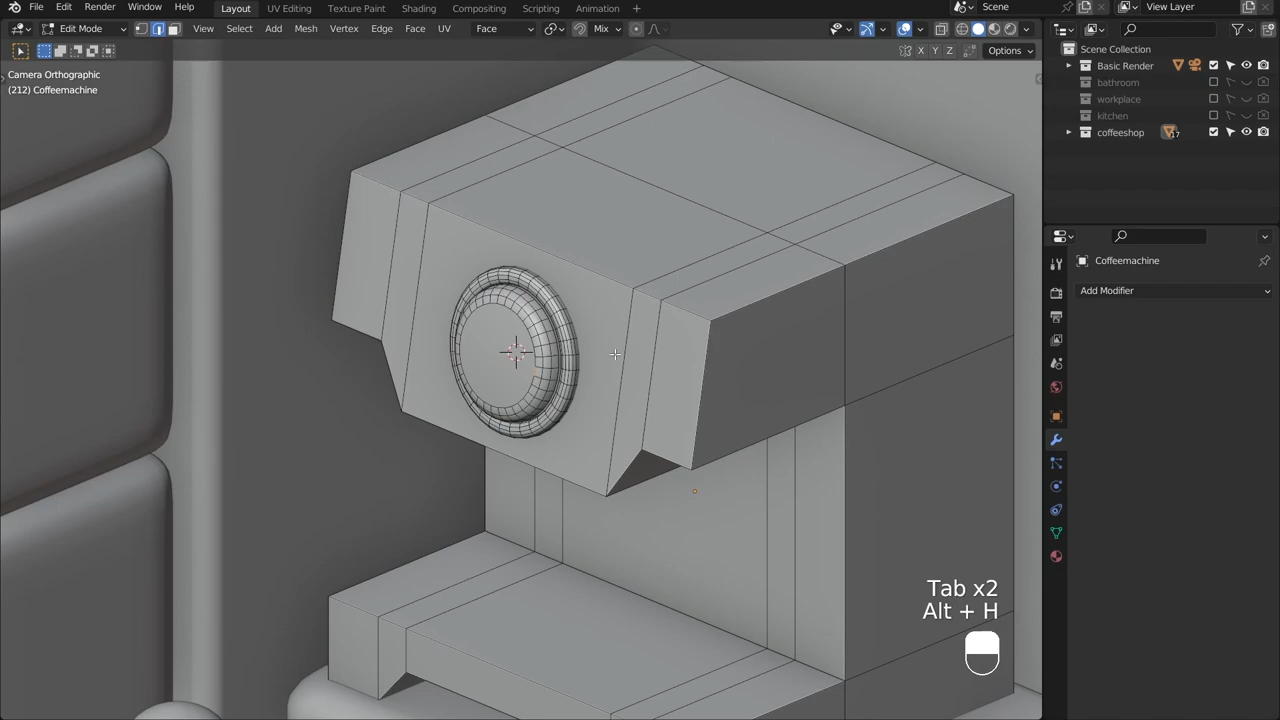 File Edit Render Window Help Layout UV Editing Texture Paint Shading Compositing Scripting Animation + Scene View Layer
Edit Mode View Select Add Mesh Vertex Edge Face UV Face Mix
X Y Z Options
Camera Orthographic
(212) Coffeemachine
Scene Collection
Basic Render
bathroom
workplace
kitchen
coffeeshop 17
Coffeemachine
Add Modifier
Tab x2
Alt + H